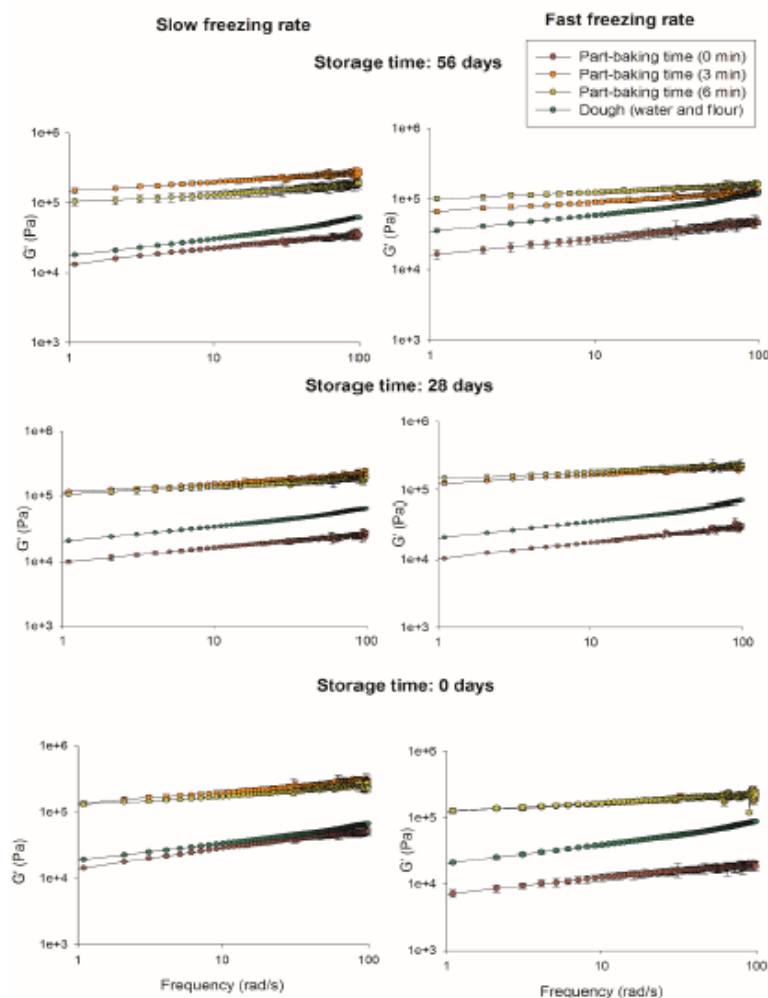 Slow freezing rate
Fast freezing rate
Storage time: 56 days
Part-baking time (0 min)
Part-baking time (3 min)
Part-baking time (6 min)
Dough (water and flour)
1e+6
1e+5
1e+4
1e+3
G' (Pa)
1
10
100
1e+6
1e+5
1e+4
1e+3
G' (Pa)
1
10
100
Storage time: 28 days
1e+6
1e+5
1e+4
1e+3
G' (Pa)
1
10
100
1e+6
1e+5
1e+4
1e+3
G' (Pa)
1
10
100
Storage time: 0 days
1e+6
1e+5
1e+4
1e+3
G' (Pa)
1
10
100
Frequency (rad/s)
1e+6
1e+5
1e+4
1e+3
G' (Pa)
1
10
100
Frequency (rad/s)